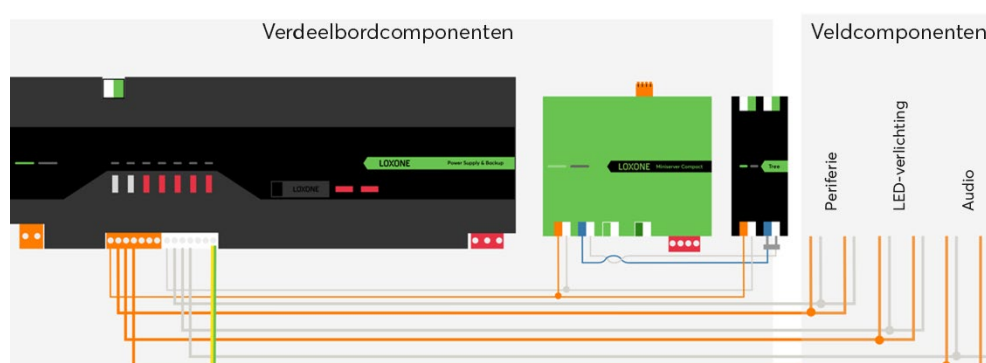 Verdeelbordcomponenten
Veldcomponenten
LOXONE
Power Supply & Backup
LOXONE
LOXONE
Miniserver Compact
Tree
Periferie
LED-verlichting
Audio